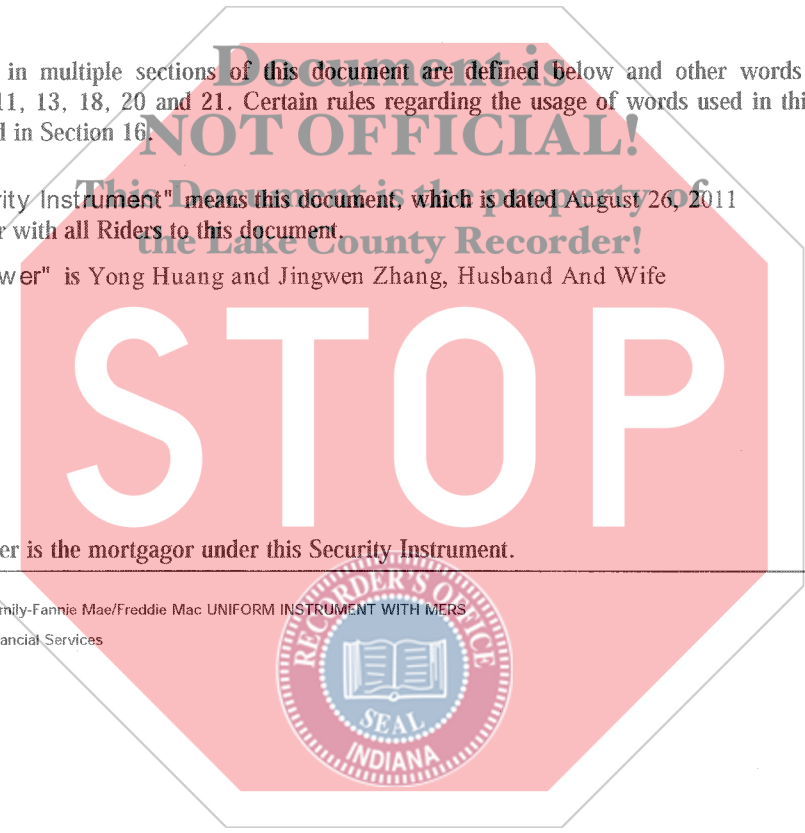 in multiple sections of this document are defined below and other words
11, 13, 18, 20 and 21. Certain rules regarding the usage of words used in thi
d in Section 16.
Document is
NOT OFFICIAL!
This Document is the property of
the Lake County Recorder!
rity Instrument" means this document, which is dated August 26, 2011
r with all Riders to this document.
wer" is Yong Huang and Jingwen Zhang, Husband And Wife
STOP
er is the mortgagor under this Security Instrument.
mily-Fannie Mae/Freddie Mac UNIFORM INSTRUMENT WITH MERS
ancial Services
RECORDER'S OFFICE
SEAL
INDIANA